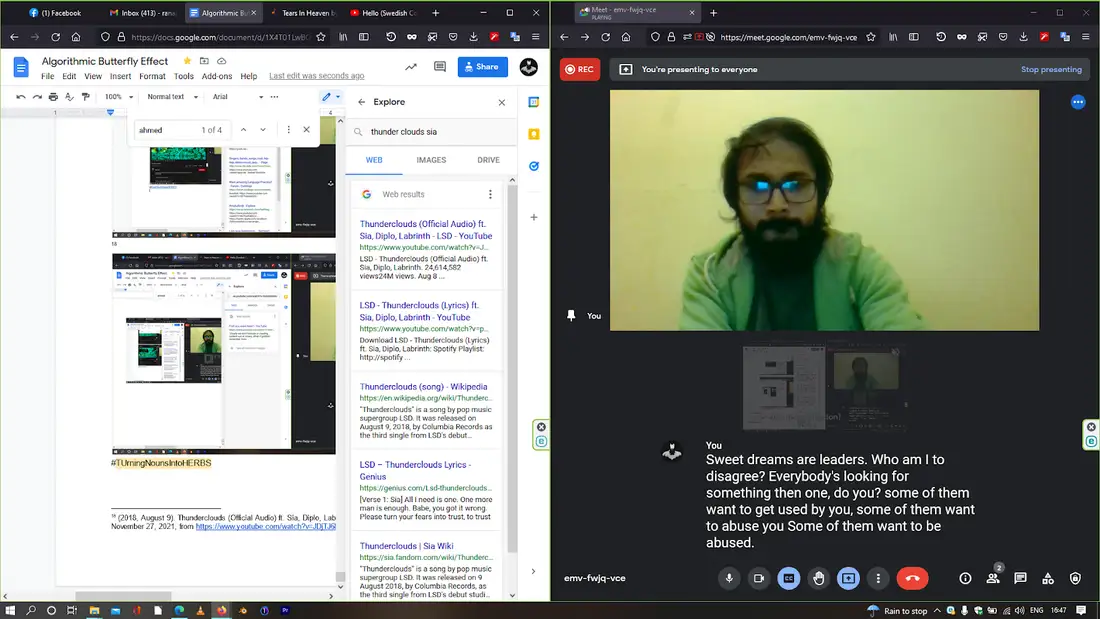 (1) Facebook
Inbox (413) - rana
Algorithmic Bu
Tears In Heaven b
Hello (Swedish C
https://docs.google.com/document/d/1X4T01LwB
Algorithmic Butterfly Effect
File Edit View Insert Format Tools Add-ons Help Last edit was seconds ago
Share
100% Normal text Arial
ahmed 1 of 4
18
#TUrningNounsIntoHERBS
(2018, August 9). Thunderclouds (Official Audio) ft. Sia, Diplo, Lab
November 27, 2021, from https://www.youtube.com/watch?v=JDjTJ6
Explore
thunder clouds sia
WEB IMAGES DRIVE
Web results
Thunderclouds (Official Audio) ft.
Sia, Diplo, Labrinth - LSD - YouTube
https://www.youtube.com/watch?v=J...
LSD - Thunderclouds (Official Audio) ft.
Sia, Diplo, Labrinth. 24,614,582
views24M views. Aug 8 ...
LSD - Thunderclouds (Lyrics) ft.
Sia, Diplo, Labrinth - YouTube
https://www.youtube.com/watch?v=p...
Download LSD - Thunderclouds (Lyrics)
ft. Sia, Diplo, Labrinth: Spotify Playlist:
http://spotify ...
Thunderclouds (song) - Wikipedia
https://en.wikipedia.org/wiki/Thunderc...
"Thunderclouds" is a song by pop music
supergroup LSD. It was released on
August 9, 2018, by Columbia Records as
the third single from LSD's debut...
LSD – Thunderclouds Lyrics -
Genius
https://genius.com/Lsd-thunderclouds...
[Verse 1: Sia] All I need is one. One more
man is enough. Babe, you got it wrong.
Please turn your fears into trust, to trust
Thunderclouds | Sia Wiki
https://sia.fandom.com/wiki/Thunderc...
"Thunderclouds" is a song by pop music
supergroup LSD. It was released on 9
August 2018, by Columbia Records as
the third single from LSD's debut studi...
Meet - emv-fwjq-vce
PLAYING
https://meet.google.com/emv-fwjq-vce
REC
You're presenting to everyone
Stop presenting
You
You
Sweet dreams are leaders. Who am I to
disagree? Everybody's looking for
something then one, do you? some of them
want to get used by you, some of them want
to abuse you Some of them want to be
abused.
emv-fwjq-vce
2
Rain to stop
ENG 16:47